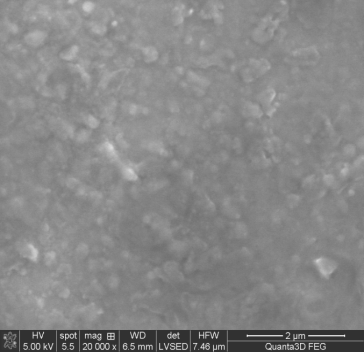 HV spot mag ⊞ WD det HFW 2 µm
5.00 kV 5.5 20 000 x 6.5 mm LVSED 7.46 µm Quanta3D FEG